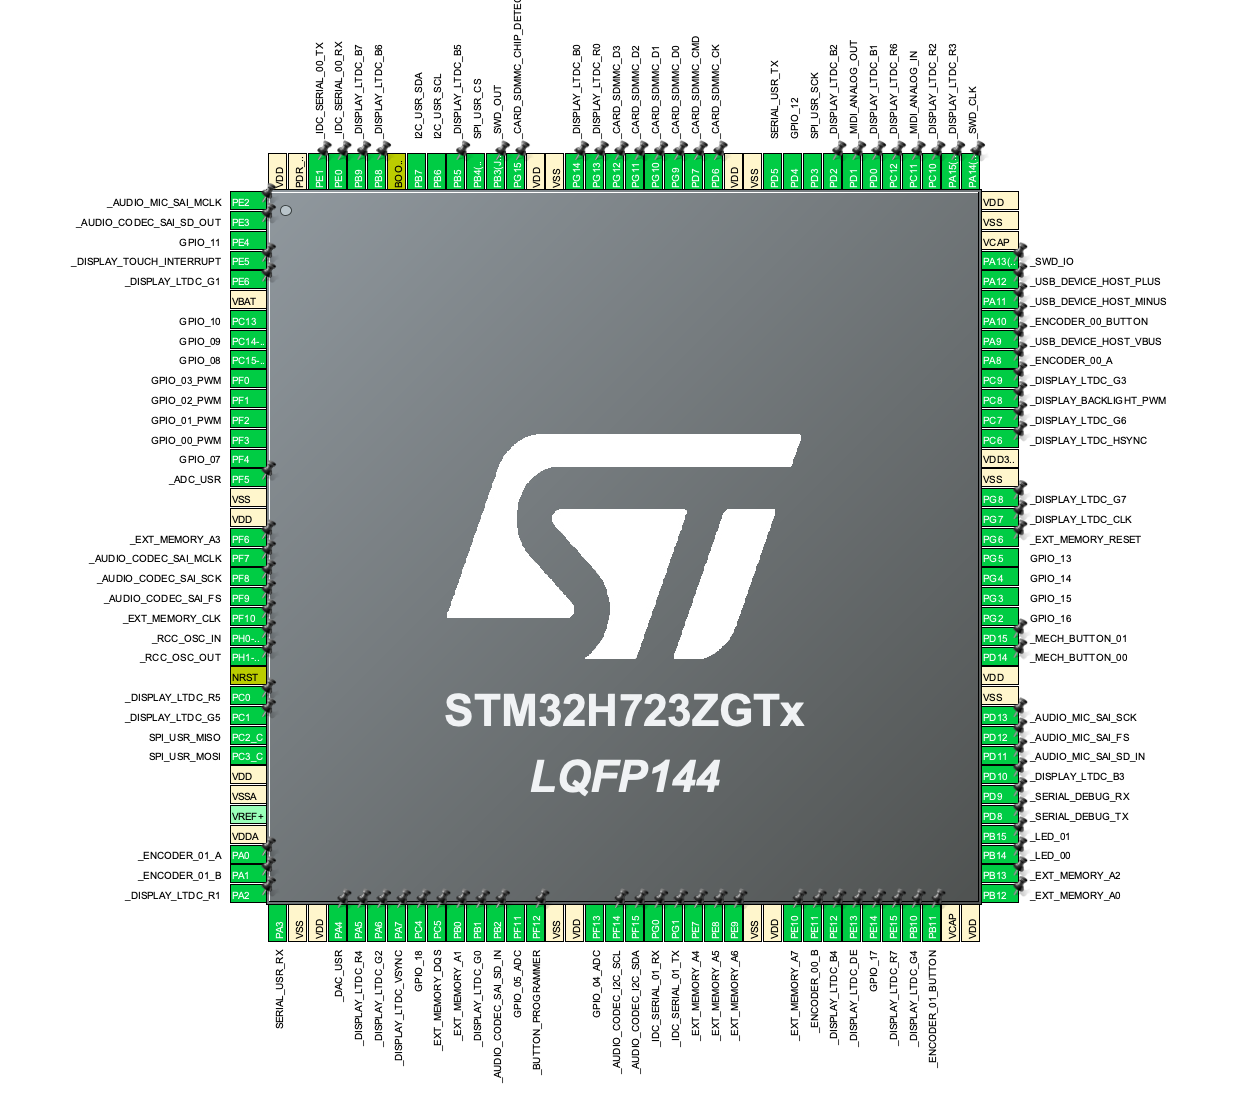 _IDC_SERIAL_00_TX
_IDC_SERIAL_00_RX
_DISPLAY_LTDC_B7
_DISPLAY_LTDC_B6
I2C_USR_SDA
I2C_USR_SCL
_DISPLAY_LTDC_B5
SPI_USR_CS
_SWD_OUT
_CARD_SDMMC_CHIP_DETEC
_DISPLAY_LTDC_B0
_DISPLAY_LTDC_R0
_CARD_SDMMC_D3
_CARD_SDMMC_D2
_CARD_SDMMC_D1
_CARD_SDMMC_D0
_CARD_SDMMC_CMD
_CARD_SDMMC_CK
SERIAL_USR_TX
GPIO_12
SPI_USR_SCK
_DISPLAY_LTDC_B2
_MIDI_ANALOG_OUT
_DISPLAY_LTDC_B1
_DISPLAY_LTDC_R6
_MIDI_ANALOG_IN
_DISPLAY_LTDC_R2
_DISPLAY_LTDC_R3
_SWD_CLK
VDD
PDR_..
PE1
PE0
PB9
PB8
BOO..
PB7
PB6
PB5
PB4(..
PB3(J..
PG15
VDD
VSS
PG14
PG13
PG12
PG11
PG10
PG9
PD7
PD6
VDD
VSS
PD5
PD4
PD3
PD2
PD1
PD0
PC12
PC11
PC10
PA15(..
PA14(..
_AUDIO_MIC_SAI_MCLK PE2
_AUDIO_CODEC_SAI_SD_OUT PE3
GPIO_11 PE4
_DISPLAY_TOUCH_INTERRUPT PE5
_DISPLAY_LTDC_G1 PE6
VBAT
GPIO_10 PC13
GPIO_09 PC14-..
GPIO_08 PC15-..
GPIO_03_PWM PF0
GPIO_02_PWM PF1
GPIO_01_PWM PF2
GPIO_00_PWM PF3
GPIO_07 PF4
_ADC_USR PF5
VSS
VDD
_EXT_MEMORY_A3 PF6
_AUDIO_CODEC_SAI_MCLK PF7
_AUDIO_CODEC_SAI_SCK PF8
_AUDIO_CODEC_SAI_FS PF9
_EXT_MEMORY_CLK PF10
_RCC_OSC_IN PH0-..
_RCC_OSC_OUT PH1-..
NRST
_DISPLAY_LTDC_R5 PC0
_DISPLAY_LTDC_G5 PC1
SPI_USR_MISO PC2_C
SPI_USR_MOSI PC3_C
VDD
VSSA
VREF+
VDDA
_ENCODER_01_A PA0
_ENCODER_01_B PA1
_DISPLAY_LTDC_R1 PA2
ST
STM32H723ZGTx
LQFP144
VDD
VSS
VCAP
PA13(.. _SWD_IO
PA12 _USB_DEVICE_HOST_PLUS
PA11 _USB_DEVICE_HOST_MINUS
PA10 _ENCODER_00_BUTTON
PA9 _USB_DEVICE_HOST_VBUS
PA8 _ENCODER_00_A
PC9 _DISPLAY_LTDC_G3
PC8 _DISPLAY_BACKLIGHT_PWM
PC7 _DISPLAY_LTDC_G6
PC6 _DISPLAY_LTDC_HSYNC
VDD3..
VSS
PG8 _DISPLAY_LTDC_G7
PG7 _DISPLAY_LTDC_CLK
PG6 _EXT_MEMORY_RESET
PG5 GPIO_13
PG4 GPIO_14
PG3 GPIO_15
PG2 GPIO_16
PD15 _MECH_BUTTON_01
PD14 _MECH_BUTTON_00
VDD
VSS
PD13 _AUDIO_MIC_SAI_SCK
PD12 _AUDIO_MIC_SAI_FS
PD11 _AUDIO_MIC_SAI_SD_IN
PD10 _DISPLAY_LTDC_B3
PD9 _SERIAL_DEBUG_RX
PD8 _SERIAL_DEBUG_TX
PB15 _LED_01
PB14 _LED_00
PB13 _EXT_MEMORY_A2
PB12 _EXT_MEMORY_A0
PA3
VSS
VDD
PA4
PA5
PA6
PA7
PC4
PC5
PB0
PB1
PB2
PF11
PF12
VSS
VDD
PF13
PF14
PF15
PG0
PG1
PE7
PE8
PE9
VSS
VDD
PE10
PE11
PE12
PE13
PE14
PE15
PB10
PB11
VCAP
VDD
SERIAL_USR_RX
_DAC_USR
_DISPLAY_LTDC_R4
_DISPLAY_LTDC_G2
_DISPLAY_LTDC_VSYNC
GPIO_18
_EXT_MEMORY_DQS
_EXT_MEMORY_A1
_DISPLAY_LTDC_G0
_AUDIO_CODEC_SAI_SD_IN
GPIO_05_ADC
_BUTTON_PROGRAMMER
GPIO_04_ADC
_AUDIO_CODEC_I2C_SCL
_AUDIO_CODEC_I2C_SDA
_IDC_SERIAL_01_RX
_IDC_SERIAL_01_TX
_EXT_MEMORY_A4
_EXT_MEMORY_A5
_EXT_MEMORY_A6
_EXT_MEMORY_A7
_ENCODER_00_B
_DISPLAY_LTDC_B4
_DISPLAY_LTDC_DE
GPIO_17
_DISPLAY_LTDC_R7
_DISPLAY_LTDC_G4
_ENCODER_01_BUTTON